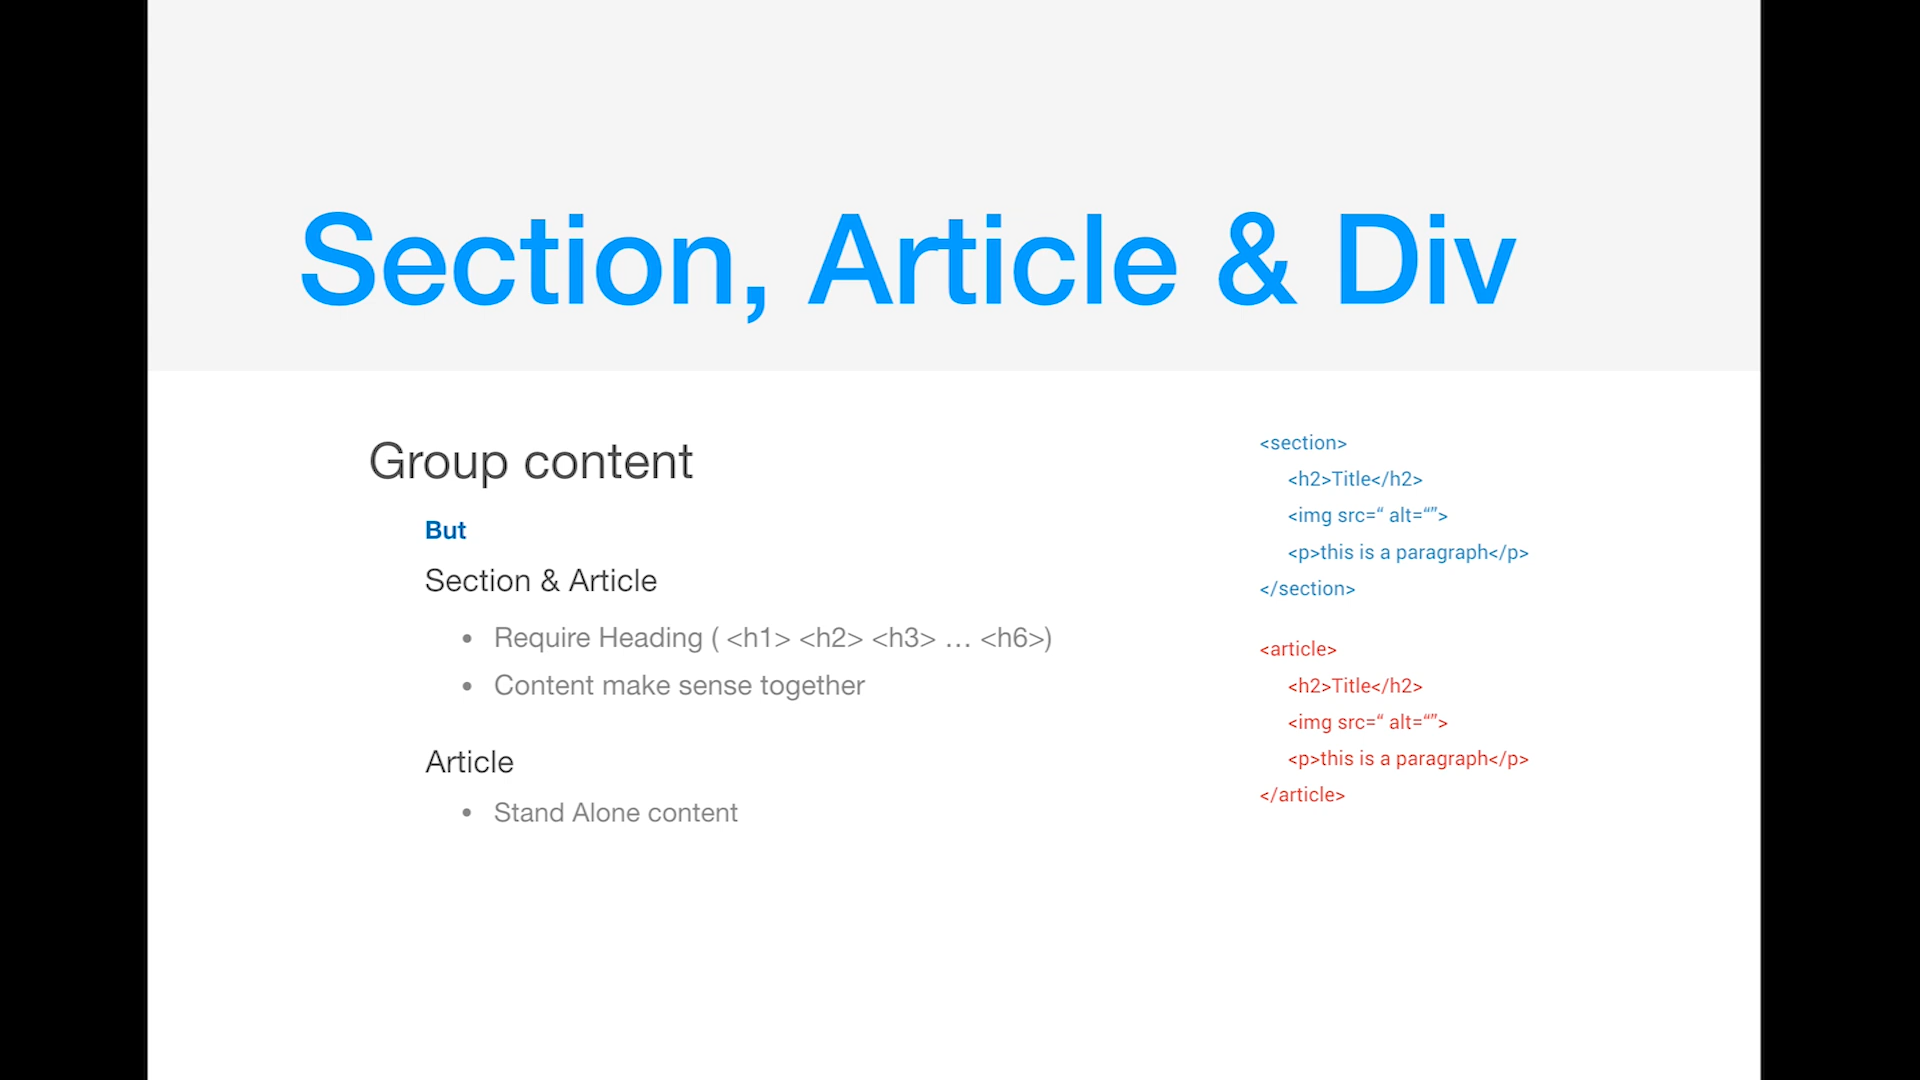 Section, Article & Div
Group content
But
Section & Article
• Require Heading ( <h1> <h2> <h3> … <h6>)
• Content make sense together
Article
• Stand Alone content
<section>
<h2>Title</h2>
<img src=“ alt=“”>
<p>this is a paragraph</p>
</section>
<article>
<h2>Title</h2>
<img src=“ alt=“”>
<p>this is a paragraph</p>
</article>